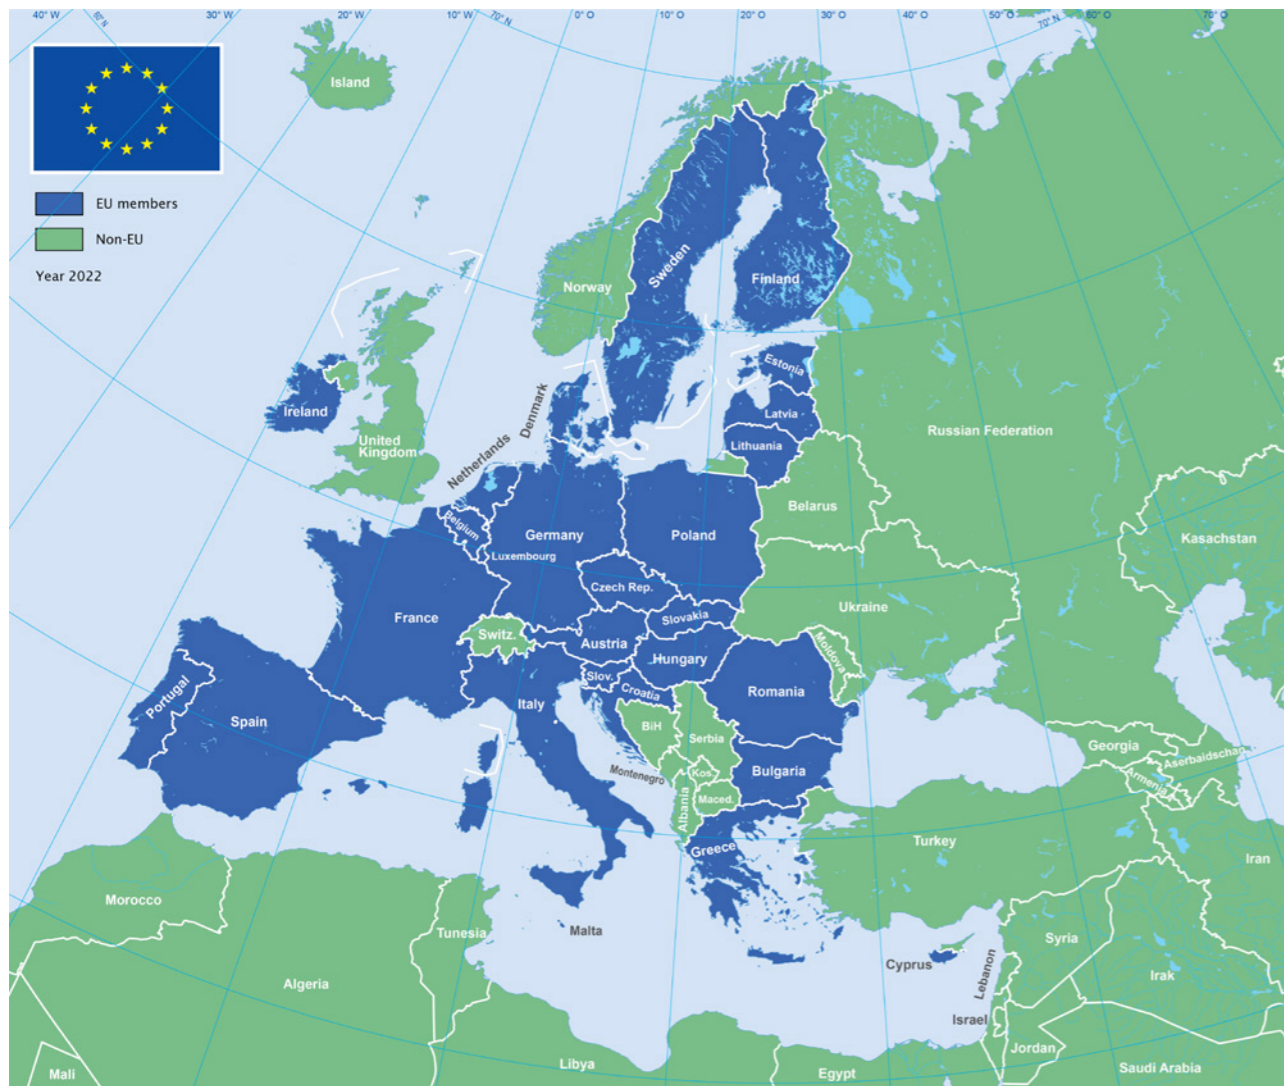 40° W
60° N
30° W
20° W
10° W
70° N
0° O
10° O
20° O
30° O
40° O
50° O
70° N
60° O
70° O
Island
EU members
Non-EU
Year 2022
Norway
Sweden
Finland
Estonia
Latvia
Lithuania
Ireland
United
Kingdom
Denmark
Netherlands
Russian Federation
Belarus
Belgium
Germany
Poland
Luxembourg
Kasachstan
Czech Rep.
Ukraine
France
Slovakia
Switz.
Austria
Hungary
Moldova
Slov.
Croatia
Romania
Portugal
Spain
Italy
BiH
Serbia
Georgia
Aserbaldschan
Armenia
Montenegro
Kos.
Bulgaria
Maced.
Albania
Greece
Turkey
Iran
Morocco
Malta
Tunesia
Syria
Cyprus
Lebanon
Irak
Algeria
Israel
Jordan
Libya
Egypt
Saudi Arabia
Mali